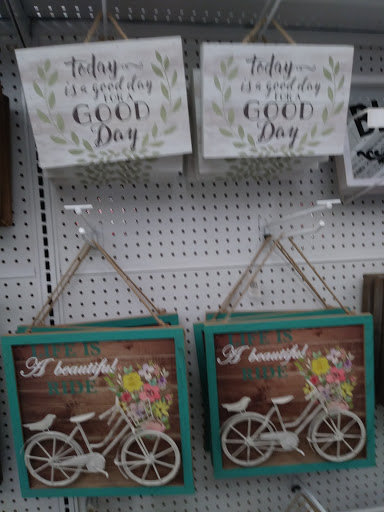 today
is a good day
FOR A
GOOD
Day
today
is a good day
FOR A
GOOD
Day
LIFE IS
A beautiful
RIDE
LIFE IS
A beautiful
RIDE